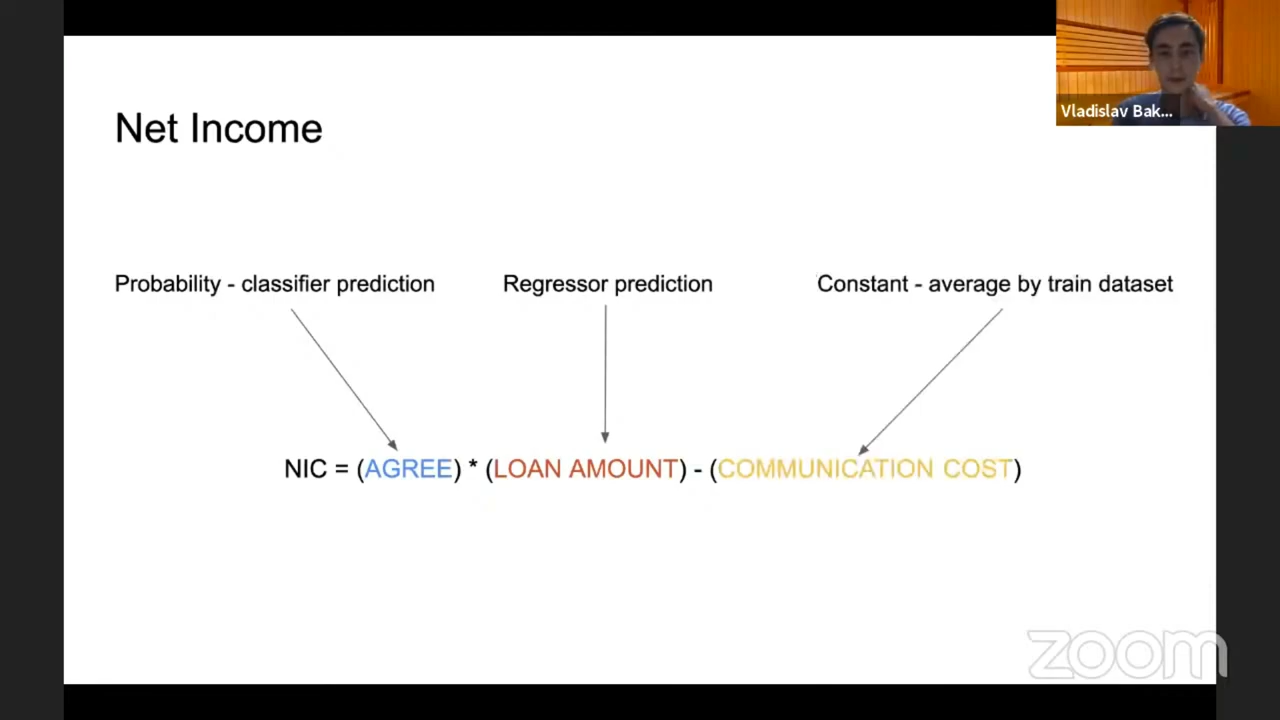 Vladislav Bak...
Net Income
Probability - classifier prediction
Regressor prediction
Constant - average by train dataset
NIC = (AGREE) * (LOAN AMOUNT) - (COMMUNICATION COST)
zoom